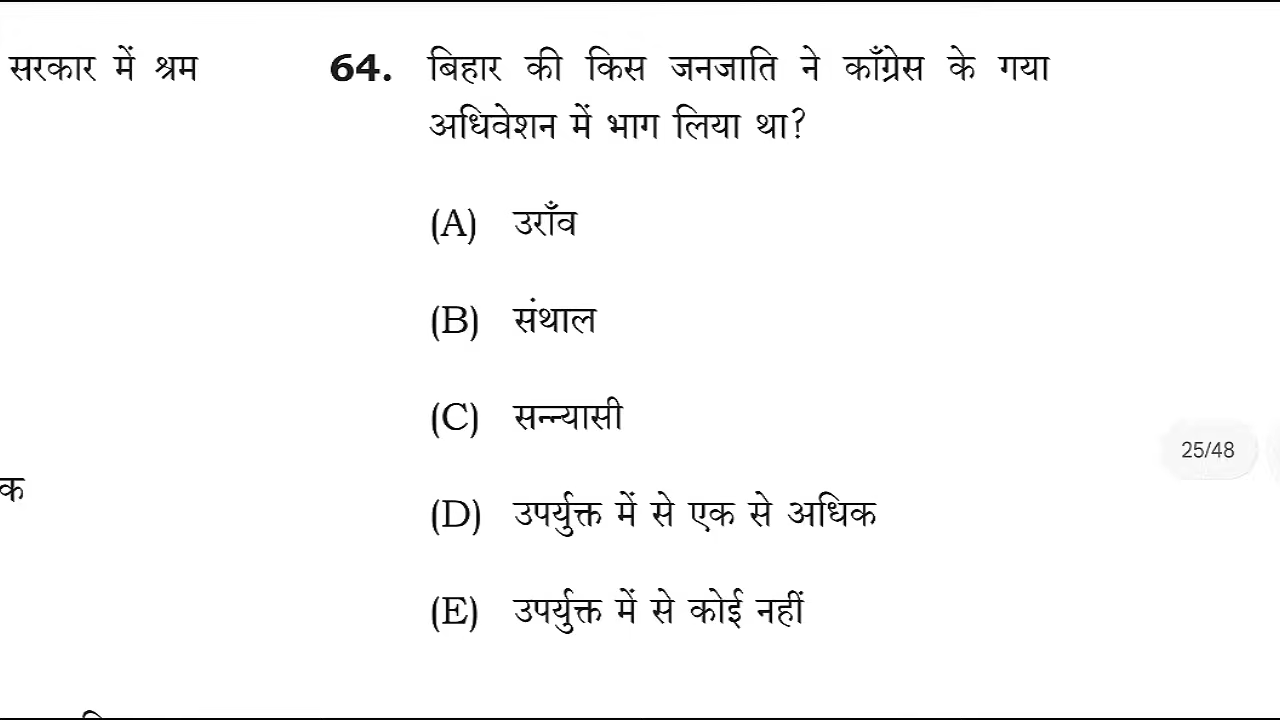 सरकार में श्रम
64. बिहार की किस जनजाति ने काँग्रेस के गया
अधिवेशन में भाग लिया था?
(A) उराँव
(B) संथाल
(C) सन्न्यासी
25/48
क
(D) उपर्युक्त में से एक से अधिक
(E) उपर्युक्त में से कोई नहीं